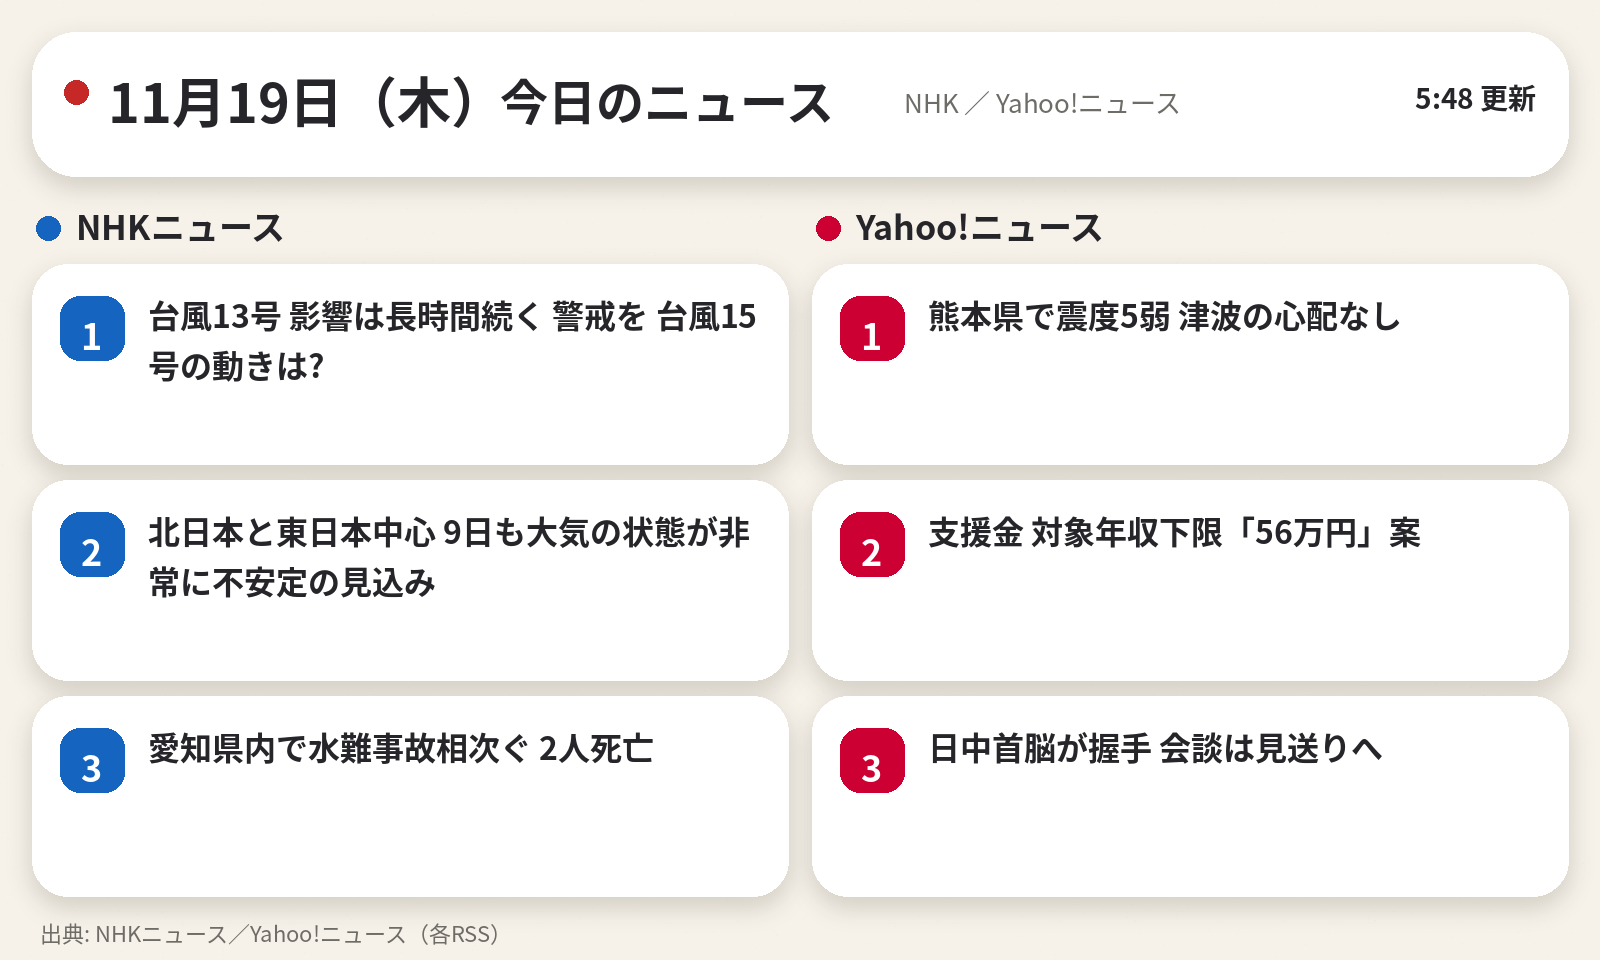 11月19日（木）今日のニュース
NHK ／ Yahoo!ニュース
5:48 更新
NHKニュース
1
台風13号 影響は長時間続く 警戒を 台風15
号の動きは?
2
北日本と東日本中心 9日も大気の状態が非
常に不安定の見込み
3
愛知県内で水難事故相次ぐ 2人死亡
Yahoo!ニュース
1
熊本県で震度5弱 津波の心配なし
2
支援金 対象年収下限「56万円」案
3
日中首脳が握手 会談は見送りへ
出典: NHKニュース／Yahoo!ニュース（各RSS）